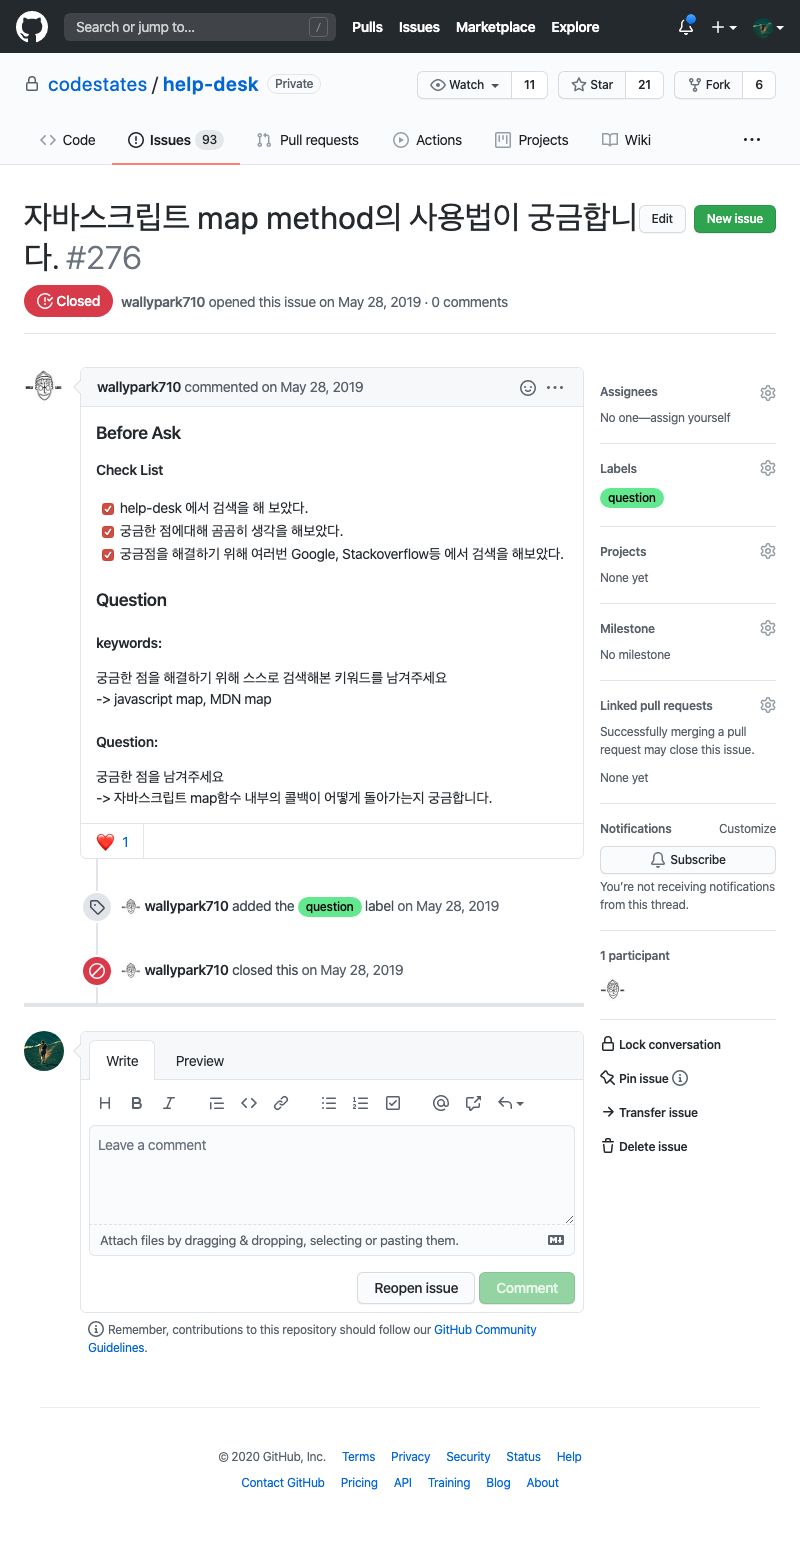 Search or jump to... /
Pulls Issues Marketplace Explore
codestates / help-desk Private
Watch 11 Star 21 Fork 6
Code Issues 93 Pull requests Actions Projects Wiki ...
자바스크립트 map method의 사용법이 궁금합니
다. #276
Edit New issue
Closed wallypark710 opened this issue on May 28, 2019 · 0 comments
wallypark710 commented on May 28, 2019
Before Ask
Check List
help-desk 에서 검색을 해 보았다.
궁금한 점에대해 곰곰히 생각을 해보았다.
궁금점을 해결하기 위해 여러번 Google, Stackoverflow등 에서 검색을 해보았다.
Question
keywords:
궁금한 점을 해결하기 위해 스스로 검색해본 키워드를 남겨주세요
-> javascript map, MDN map
Question:
궁금한 점을 남겨주세요
-> 자바스크립트 map함수 내부의 콜백이 어떻게 돌아가는지 궁금합니다.
1
wallypark710 added the question label on May 28, 2019
wallypark710 closed this on May 28, 2019
Write Preview
H B I
Leave a comment
Attach files by dragging & dropping, selecting or pasting them.
Reopen issue Comment
Remember, contributions to this repository should follow our GitHub Community
Guidelines.
Assignees
No one—assign yourself
Labels
question
Projects
None yet
Milestone
No milestone
Linked pull requests
Successfully merging a pull
request may close this issue.
None yet
Notifications Customize
Subscribe
You're not receiving notifications
from this thread.
1 participant
Lock conversation
Pin issue
Transfer issue
Delete issue
© 2020 GitHub, Inc. Terms Privacy Security Status Help
Contact GitHub Pricing API Training Blog About